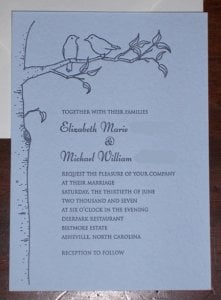 TOGETHER WITH THEIR FAMILIES
Elizabeth Marie
&
Michael William
REQUEST THE PLEASURE OF YOUR COMPANY
AT THEIR MARRIAGE
SATURDAY, THE THIRTIETH OF JUNE
TWO THOUSAND AND SEVEN
AT SIX O'CLOCK IN THE EVENING
DEERPARK RESTAURANT
BILTMORE ESTATE
ASHEVILLE, NORTH CAROLINA
RECEPTION TO FOLLOW